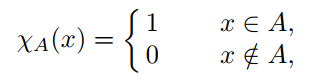 χ_A(x) = { 1 x ∈ A,
0 x ∉ A,